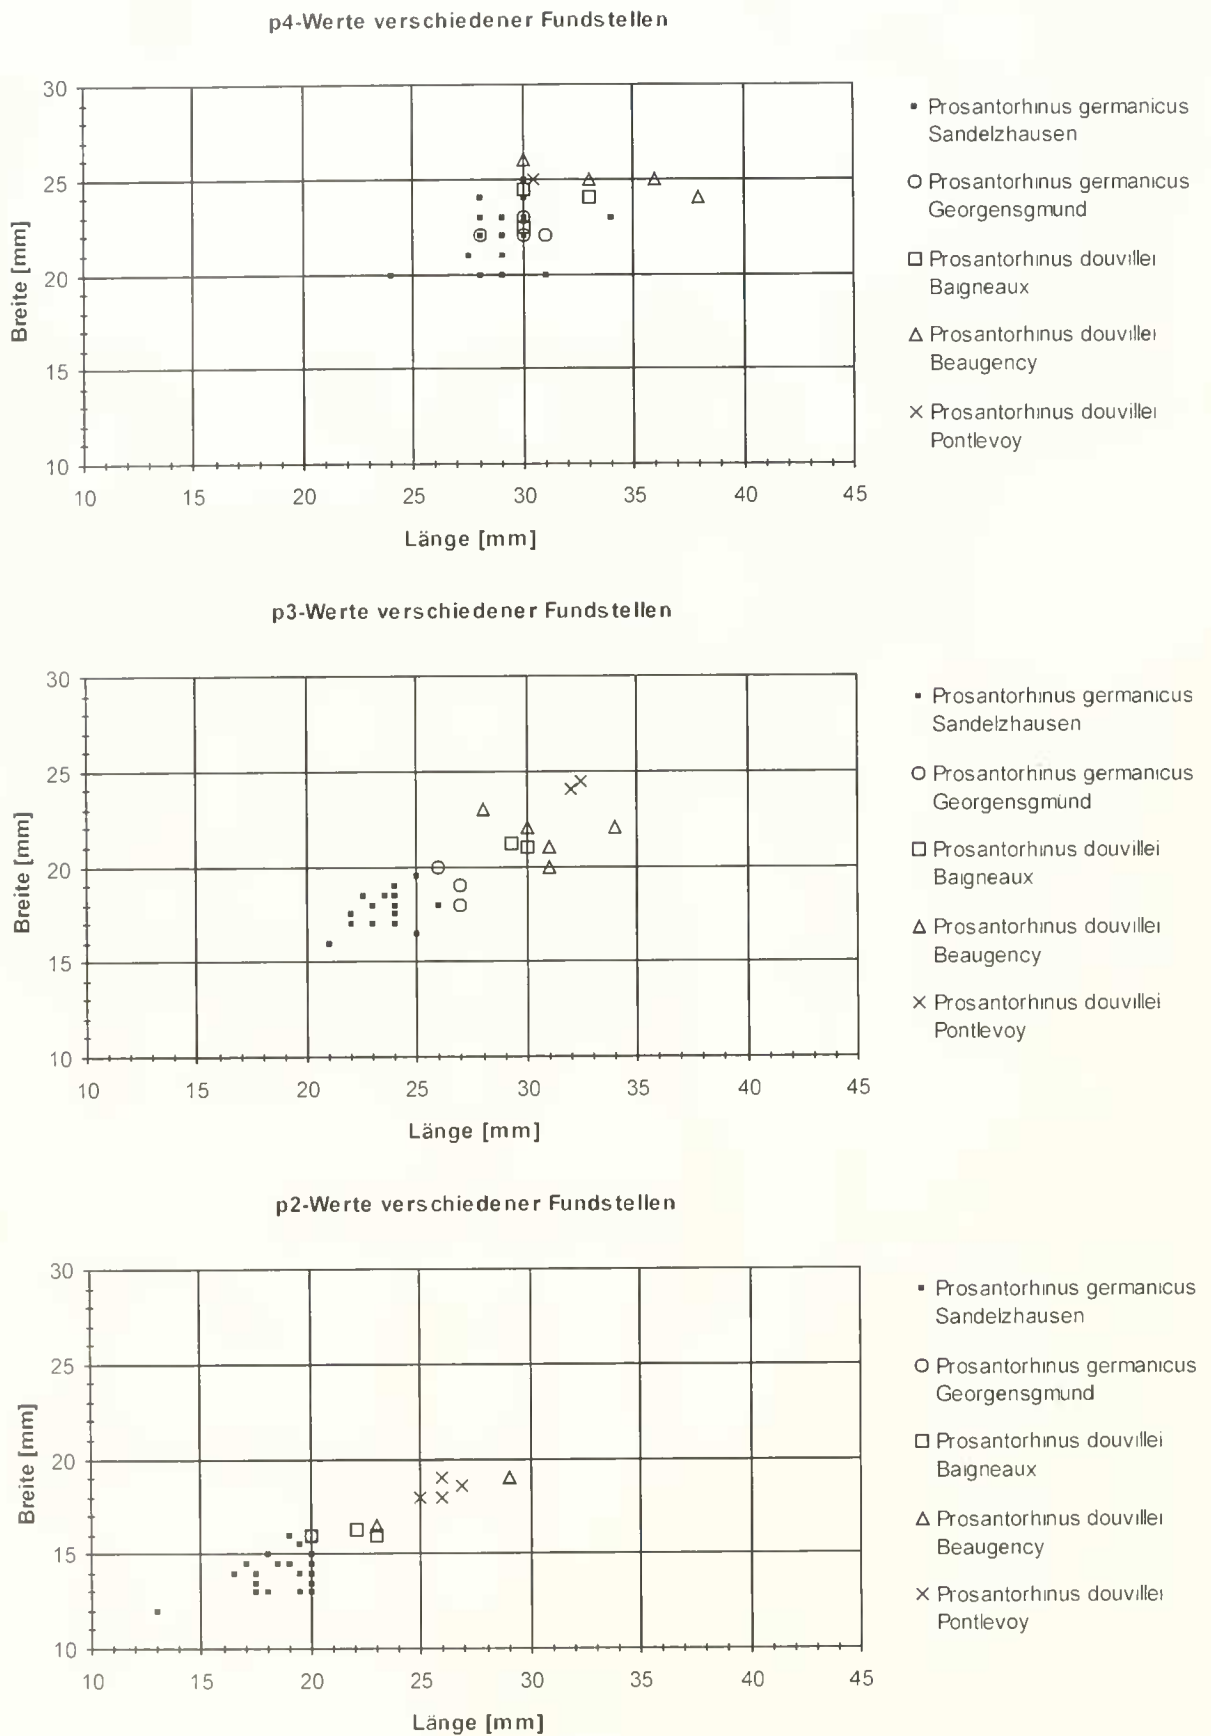 p4-Werte verschiedener Fundstellen
30
25
20
15
10
Breite [mm]
10 15 20 25 30 35 40 45
Länge [mm]
Prosantorhinus germanicus
Sandelzhausen
Prosantorhinus germanicus
Georgensgmünd
Prosantorhinus douvillei
Baigneaux
Prosantorhinus douvillei
Beaugency
Prosantorhinus douvillei
Pontlevoy
p3-Werte verschiedener Fundstellen
30
25
20
15
10
Breite [mm]
10 15 20 25 30 35 40 45
Länge [mm]
Prosantorhinus germanicus
Sandelzhausen
Prosantorhinus germanicus
Georgensgmünd
Prosantorhinus douvillei
Baigneaux
Prosantorhinus douvillei
Beaugency
Prosantorhinus douvillei
Pontlevoy
p2-Werte verschiedener Fundstellen
30
25
20
15
10
Breite [mm]
10 15 20 25 30 35 40 45
Länge [mm]
Prosantorhinus germanicus
Sandelzhausen
Prosantorhinus germanicus
Georgensgmünd
Prosantorhinus douvillei
Baigneaux
Prosantorhinus douvillei
Beaugency
Prosantorhinus douvillei
Pontlevoy